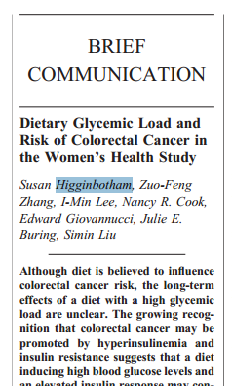 BRIEF
COMMUNICATION
Dietary Glycemic Load and
Risk of Colorectal Cancer in
the Women's Health Study
Susan Higginbotham, Zuo-Feng
Zhang, I-Min Lee, Nancy R. Cook,
Edward Giovannucci, Julie E.
Buring, Simin Liu
Although diet is believed to influence
colorectal cancer risk, the long-term
effects of a diet with a high glycemic
load are unclear. The growing recog-
nition that colorectal cancer may be
promoted by hyperinsulinemia and
insulin resistance suggests that a diet
inducing high blood glucose levels and
an elevated insulin response may con-